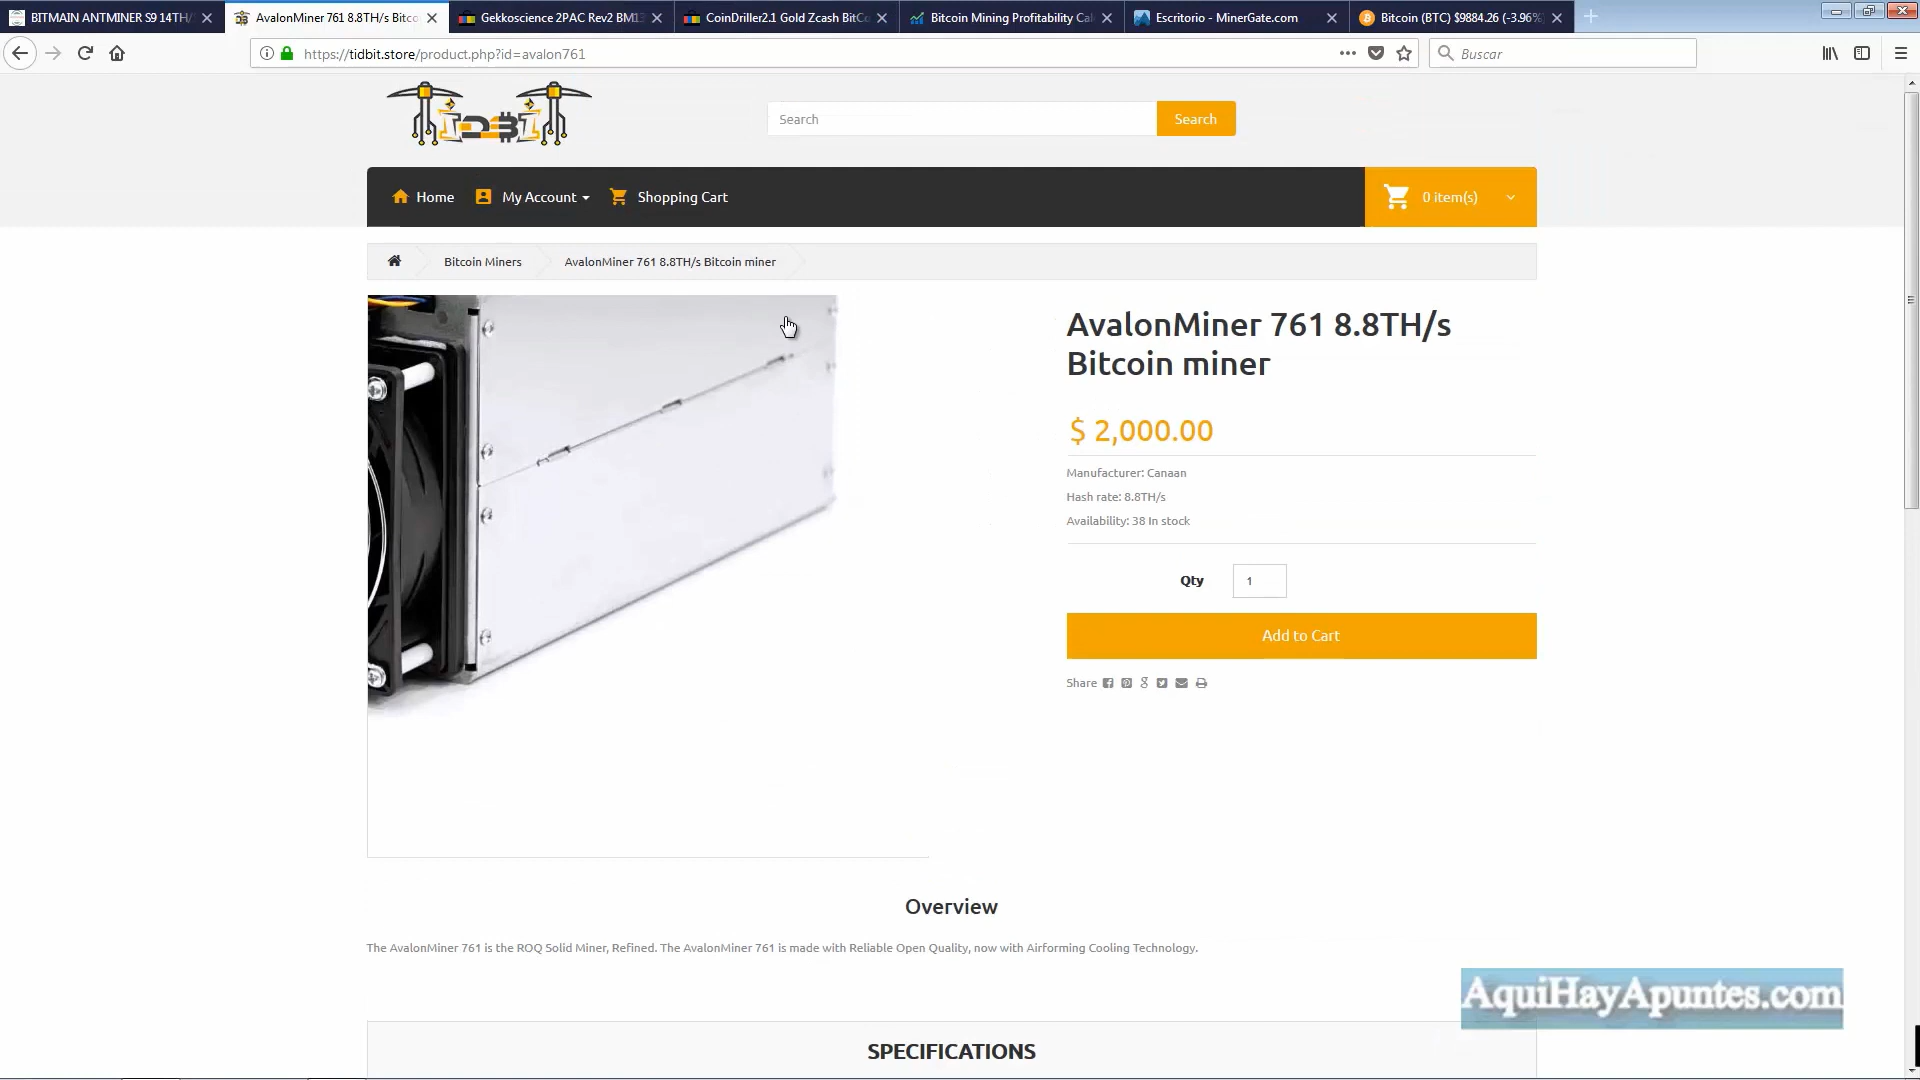 BITMAIN ANTMINER S9 14TH/
AvalonMiner 761 8.8TH/s Bitco
Gekkoscience 2PAC Rev2 BM13
CoinDriller2.1 Gold Zcash BitCo
Bitcoin Mining Profitability Cal
Escritorio - MinerGate.com
Bitcoin (BTC) $9884.26 (-3.96%)
https://tidbit.store/product.php?id=avalon761
Buscar
Search
Search
Home
My Account
Shopping Cart
0 item(s)
Bitcoin Miners
AvalonMiner 761 8.8TH/s Bitcoin miner
AvalonMiner 761 8.8TH/s
Bitcoin miner
$ 2,000.00
Manufacturer: Canaan
Hash rate: 8.8TH/s
Availability: 38 In stock
Qty
1
Add to Cart
Share
Overview
The AvalonMiner 761 is the ROQ Solid Miner, Refined. The AvalonMiner 761 is made with Reliable Open Quality, now with Airforming Cooling Technology.
AquiHayApuntes.com
SPECIFICATIONS